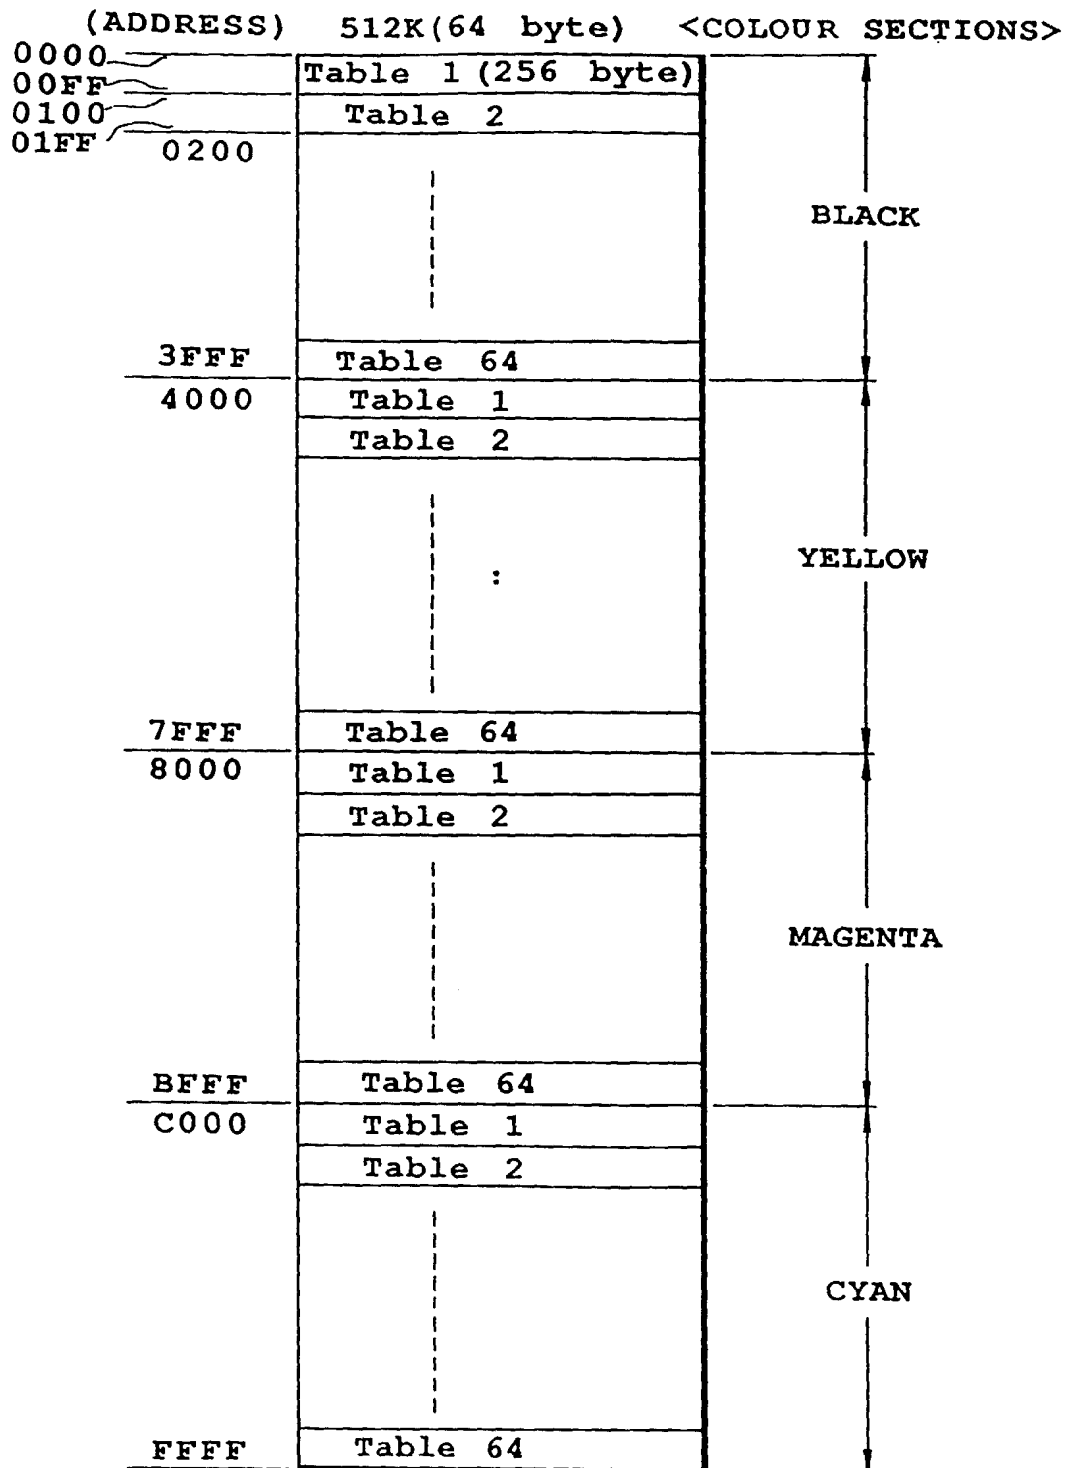 (ADDRESS) 512K(64 byte) <COLOUR SECTIONS>
0000
Table 1 (256 byte)
00FF
0100
Table 2
01FF
0200
BLACK
3FFF Table 64
4000 Table 1
Table 2
YELLOW
:
7FFF Table 64
8000 Table 1
Table 2
MAGENTA
BFFF Table 64
C000 Table 1
Table 2
CYAN
FFFF Table 64